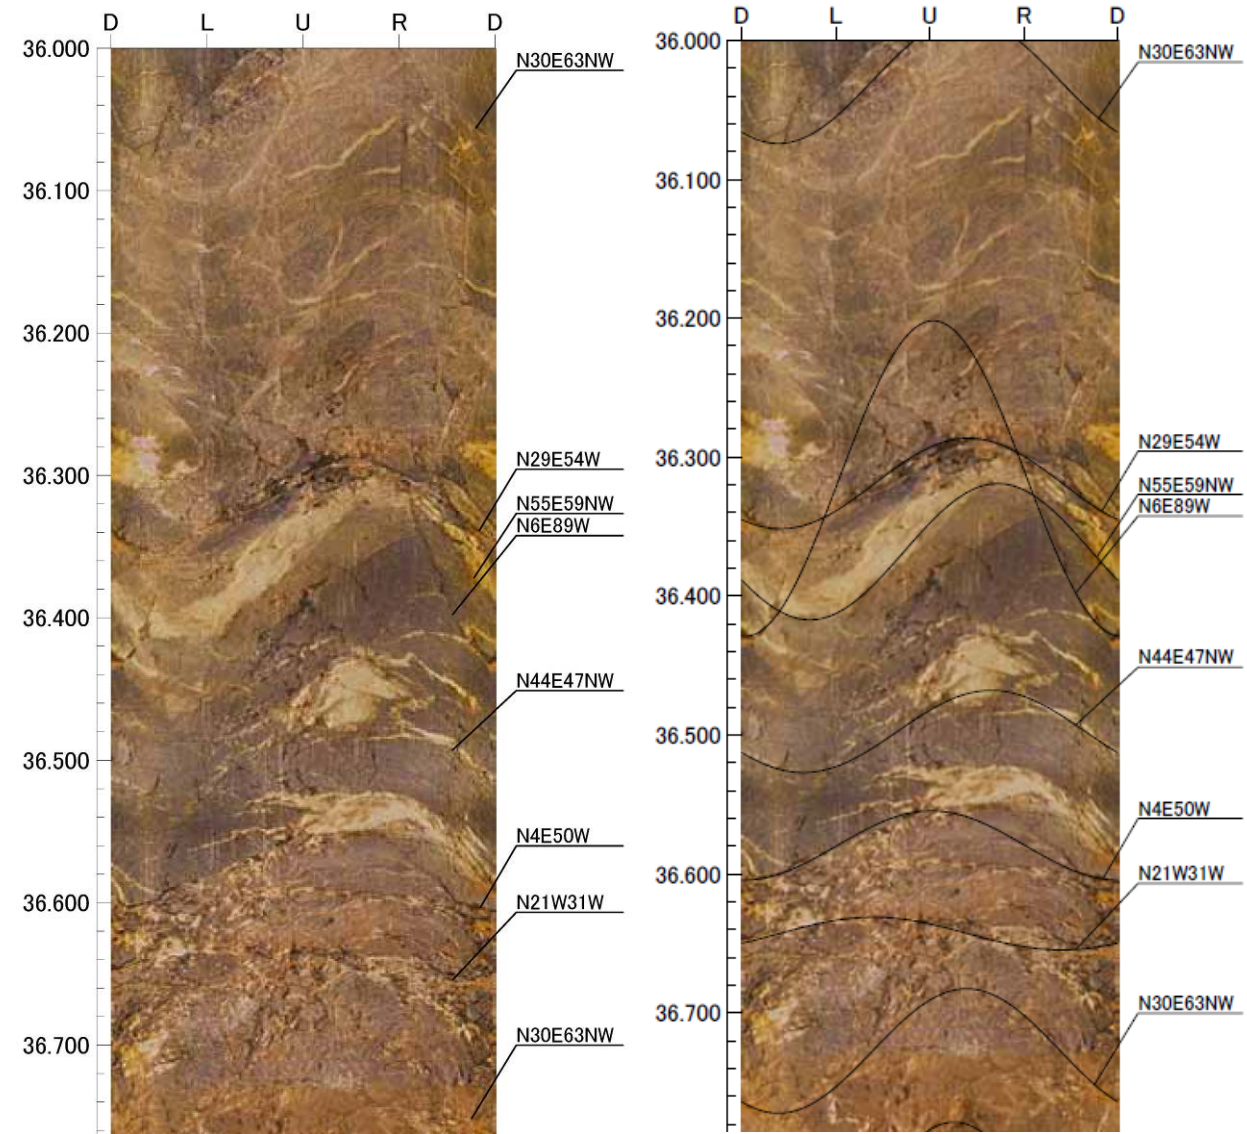 D L U R D
36.000
N30E63NW
36.100
36.200
36.300
N29E54W
N55E59NW
N6E89W
36.400
N44E47NW
36.500
N4E50W
36.600
N21W31W
36.700
N30E63NW
D L U R D
36.000
N30E63NW
36.100
36.200
36.300
N29E54W
N55E59NW
N6E89W
36.400
N44E47NW
36.500
N4E50W
36.600
N21W31W
36.700
N30E63NW